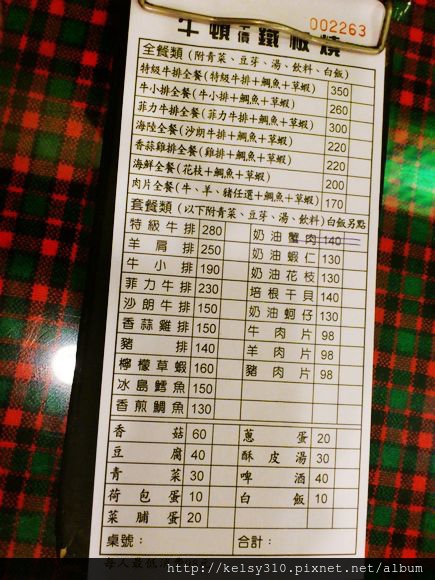 002263
牛頓平價鐵板燒
全餐類(附青菜、豆芽、湯、飲料、白飯)
特級牛排全餐(特級牛排+鯛魚+草蝦) 350
牛小排全餐(牛小排+鯛魚+草蝦) 260
菲力牛排全餐(菲力牛排+鯛魚+草蝦) 300
海陸全餐(沙朗牛排+鯛魚+草蝦) 220
香蒜雞排全餐(雞排+鯛魚+草蝦) 220
海鮮全餐(花枝+鯛魚+草蝦) 200
肉片全餐(牛、羊、豬任選+鯛魚+草蝦) 170
套餐類(以下附青菜、豆芽、湯、飲料)白飯另點
特級牛排 280 奶油蟹肉 140
羊肩排 250 奶油蝦仁 130
牛小排 190 奶油花枝 130
菲力牛排 230 培根干貝 140
沙朗牛排 150 奶油蚵仔 130
香蒜雞排 150 牛肉片 98
豬排 140 羊肉片 98
檸檬草蝦 160 豬肉片 98
冰島鱈魚 150
香煎鯛魚 130
香菇 60 蔥蛋 20
豆腐 40 酥皮湯 30
青菜 30 啤酒 40
荷包蛋 10 白飯 10
菜脯蛋 20
桌號: 合計:
每人最低消
http://kelsy310.pixnet.net/album